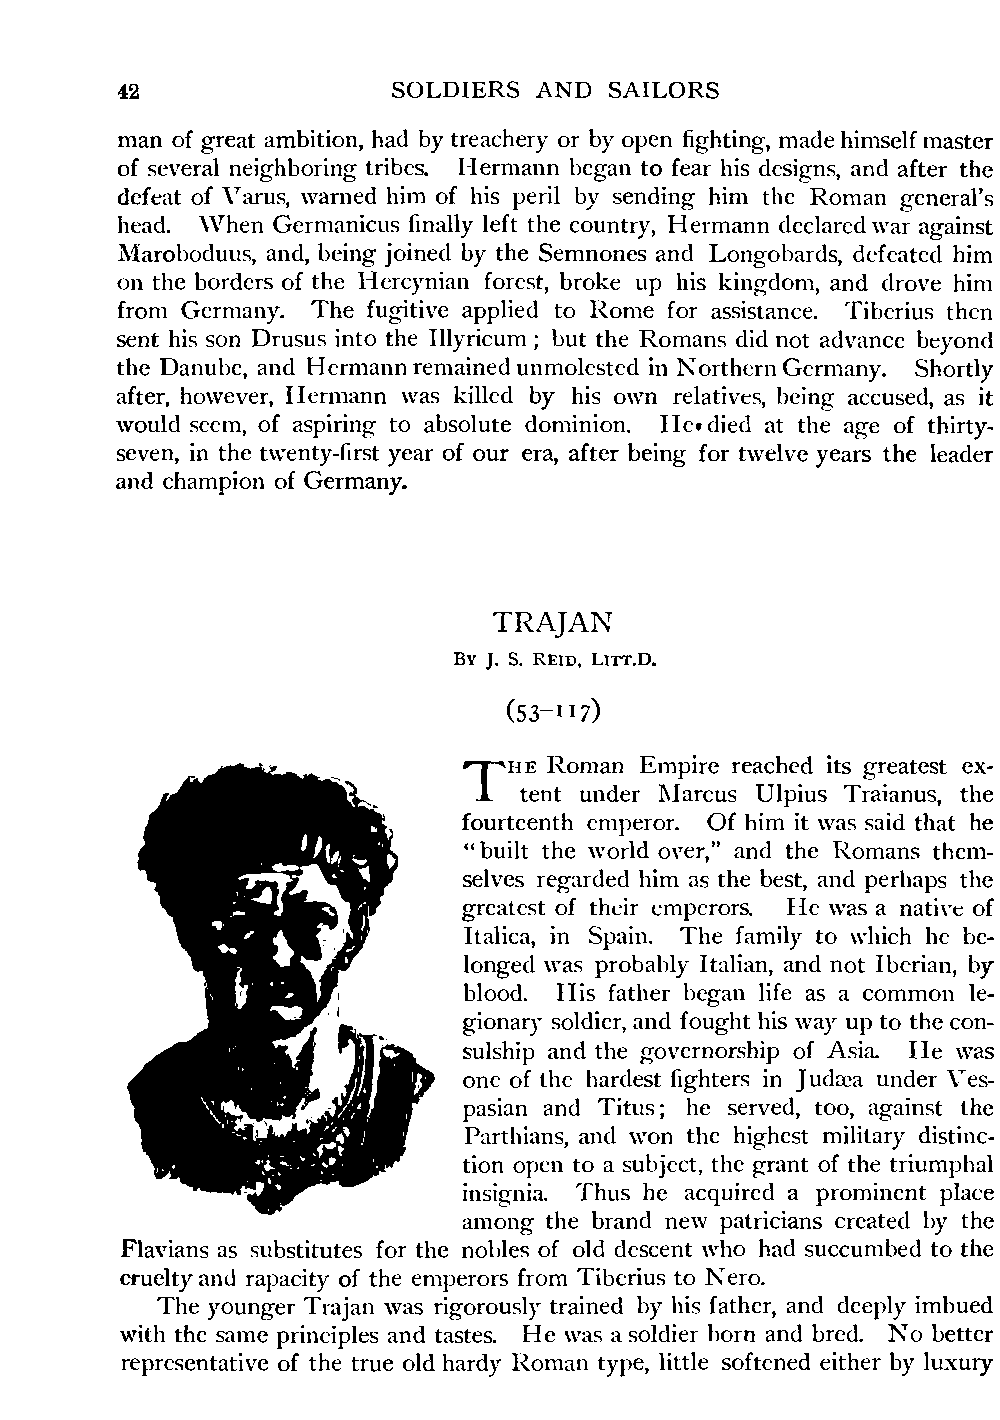 42 SOLDIERS AND SAILORS
man of great ambition, had by treachery or by open fighting, made himself master
of several neighboring tribes. Hermann began to fear his designs, and after the
defeat of Varus, warned him of his peril by sending him the Roman general's
head. When Germanicus finally left the country, Hermann declared war against
Maroboduus, and, being joined by the Semnones and Longobards, defeated him
on the borders of the Hercynian forest, broke up his kingdom, and drove him
from Germany. The fugitive applied to Rome for assistance. Tiberius then
sent his son Drusus into the Illyricum; but the Romans did not advance beyond
the Danube, and Hermann remained unmolested in Northern Germany. Shortly
after, however, Hermann was killed by his own relatives, being accused, as it
would seem, of aspiring to absolute dominion. He died at the age of thirty-
seven, in the twenty-first year of our era, after being for twelve years the leader
and champion of Germany.
TRAJAN
By J. S. Reid, Litt.D.
(53-117)
The Roman Empire reached its greatest ex-
tent under Marcus Ulpius Traianus, the
fourteenth emperor. Of him it was said that he
"built the world over," and the Romans them-
selves regarded him as the best, and perhaps the
greatest of their emperors. He was a native of
Italica, in Spain. The family to which he be-
longed was probably Italian, and not Iberian, by
blood. His father began life as a common le-
gionary soldier, and fought his way up to the con-
sulship and the governorship of Asia. He was
one of the hardest fighters in Judæa under Ves-
pasian and Titus; he served, too, against the
Parthians, and won the highest military distinc-
tion open to a subject, the grant of the triumphal
insignia. Thus he acquired a prominent place
among the brand new patricians created by the
Flavians as substitutes for the nobles of old descent who had succumbed to the
cruelty and rapacity of the emperors from Tiberius to Nero.
The younger Trajan was rigorously trained by his father, and deeply imbued
with the same principles and tastes. He was a soldier born and bred. No better
representative of the true old hardy Roman type, little softened either by luxury